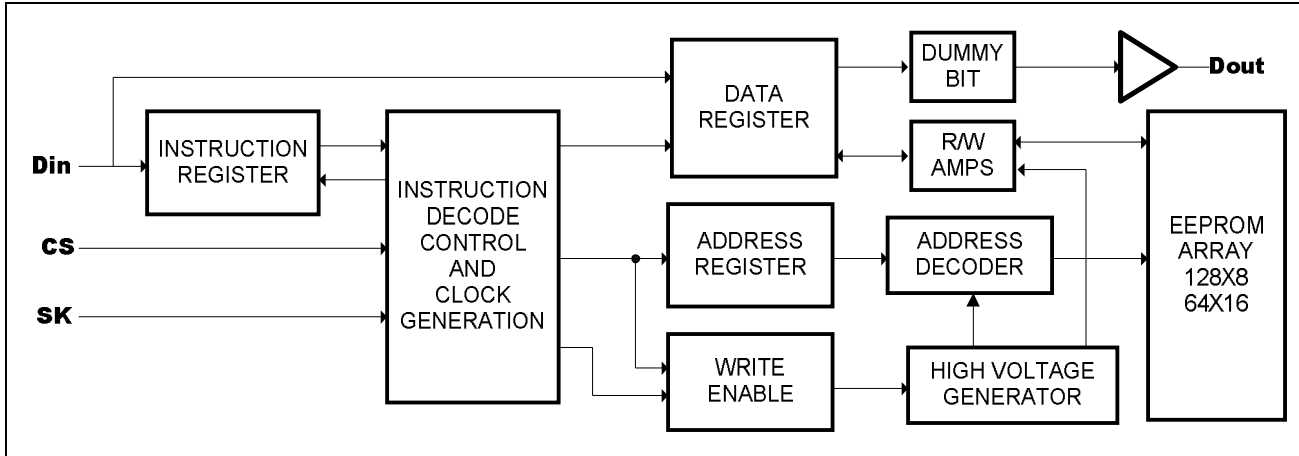 Din
CS
SK
INSTRUCTION
REGISTER
INSTRUCTION
DECODE
CONTROL
AND
CLOCK
GENERATION
DATA
REGISTER
DUMMY
BIT
Dout
R/W
AMPS
ADDRESS
REGISTER
ADDRESS
DECODER
WRITE
ENABLE
HIGH VOLTAGE
GENERATOR
EEPROM
ARRAY
128X8
64X16